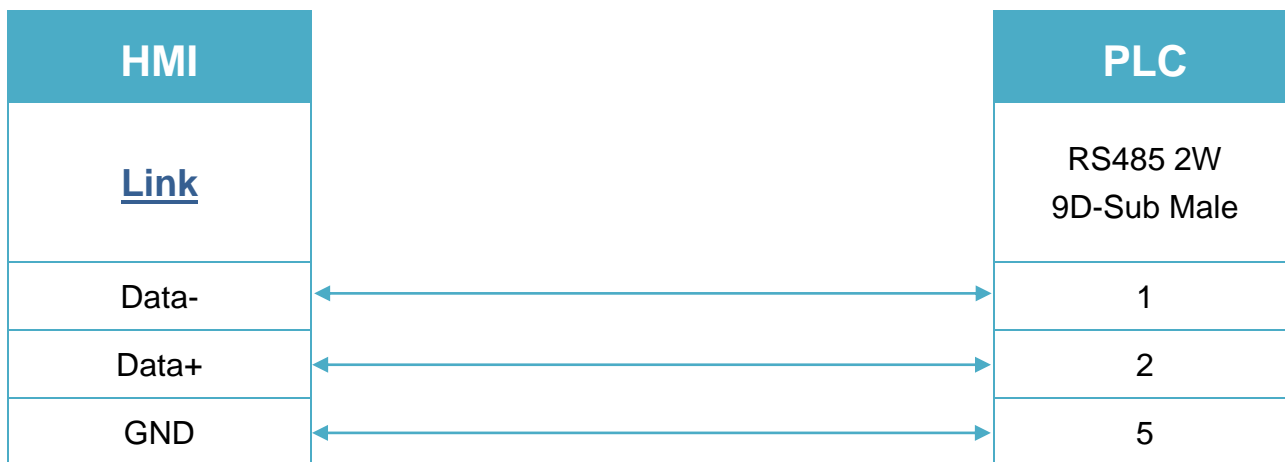 HMI PLC
Link
RS485 2W
9D-Sub Male
Data- 1
Data+ 2
GND 5